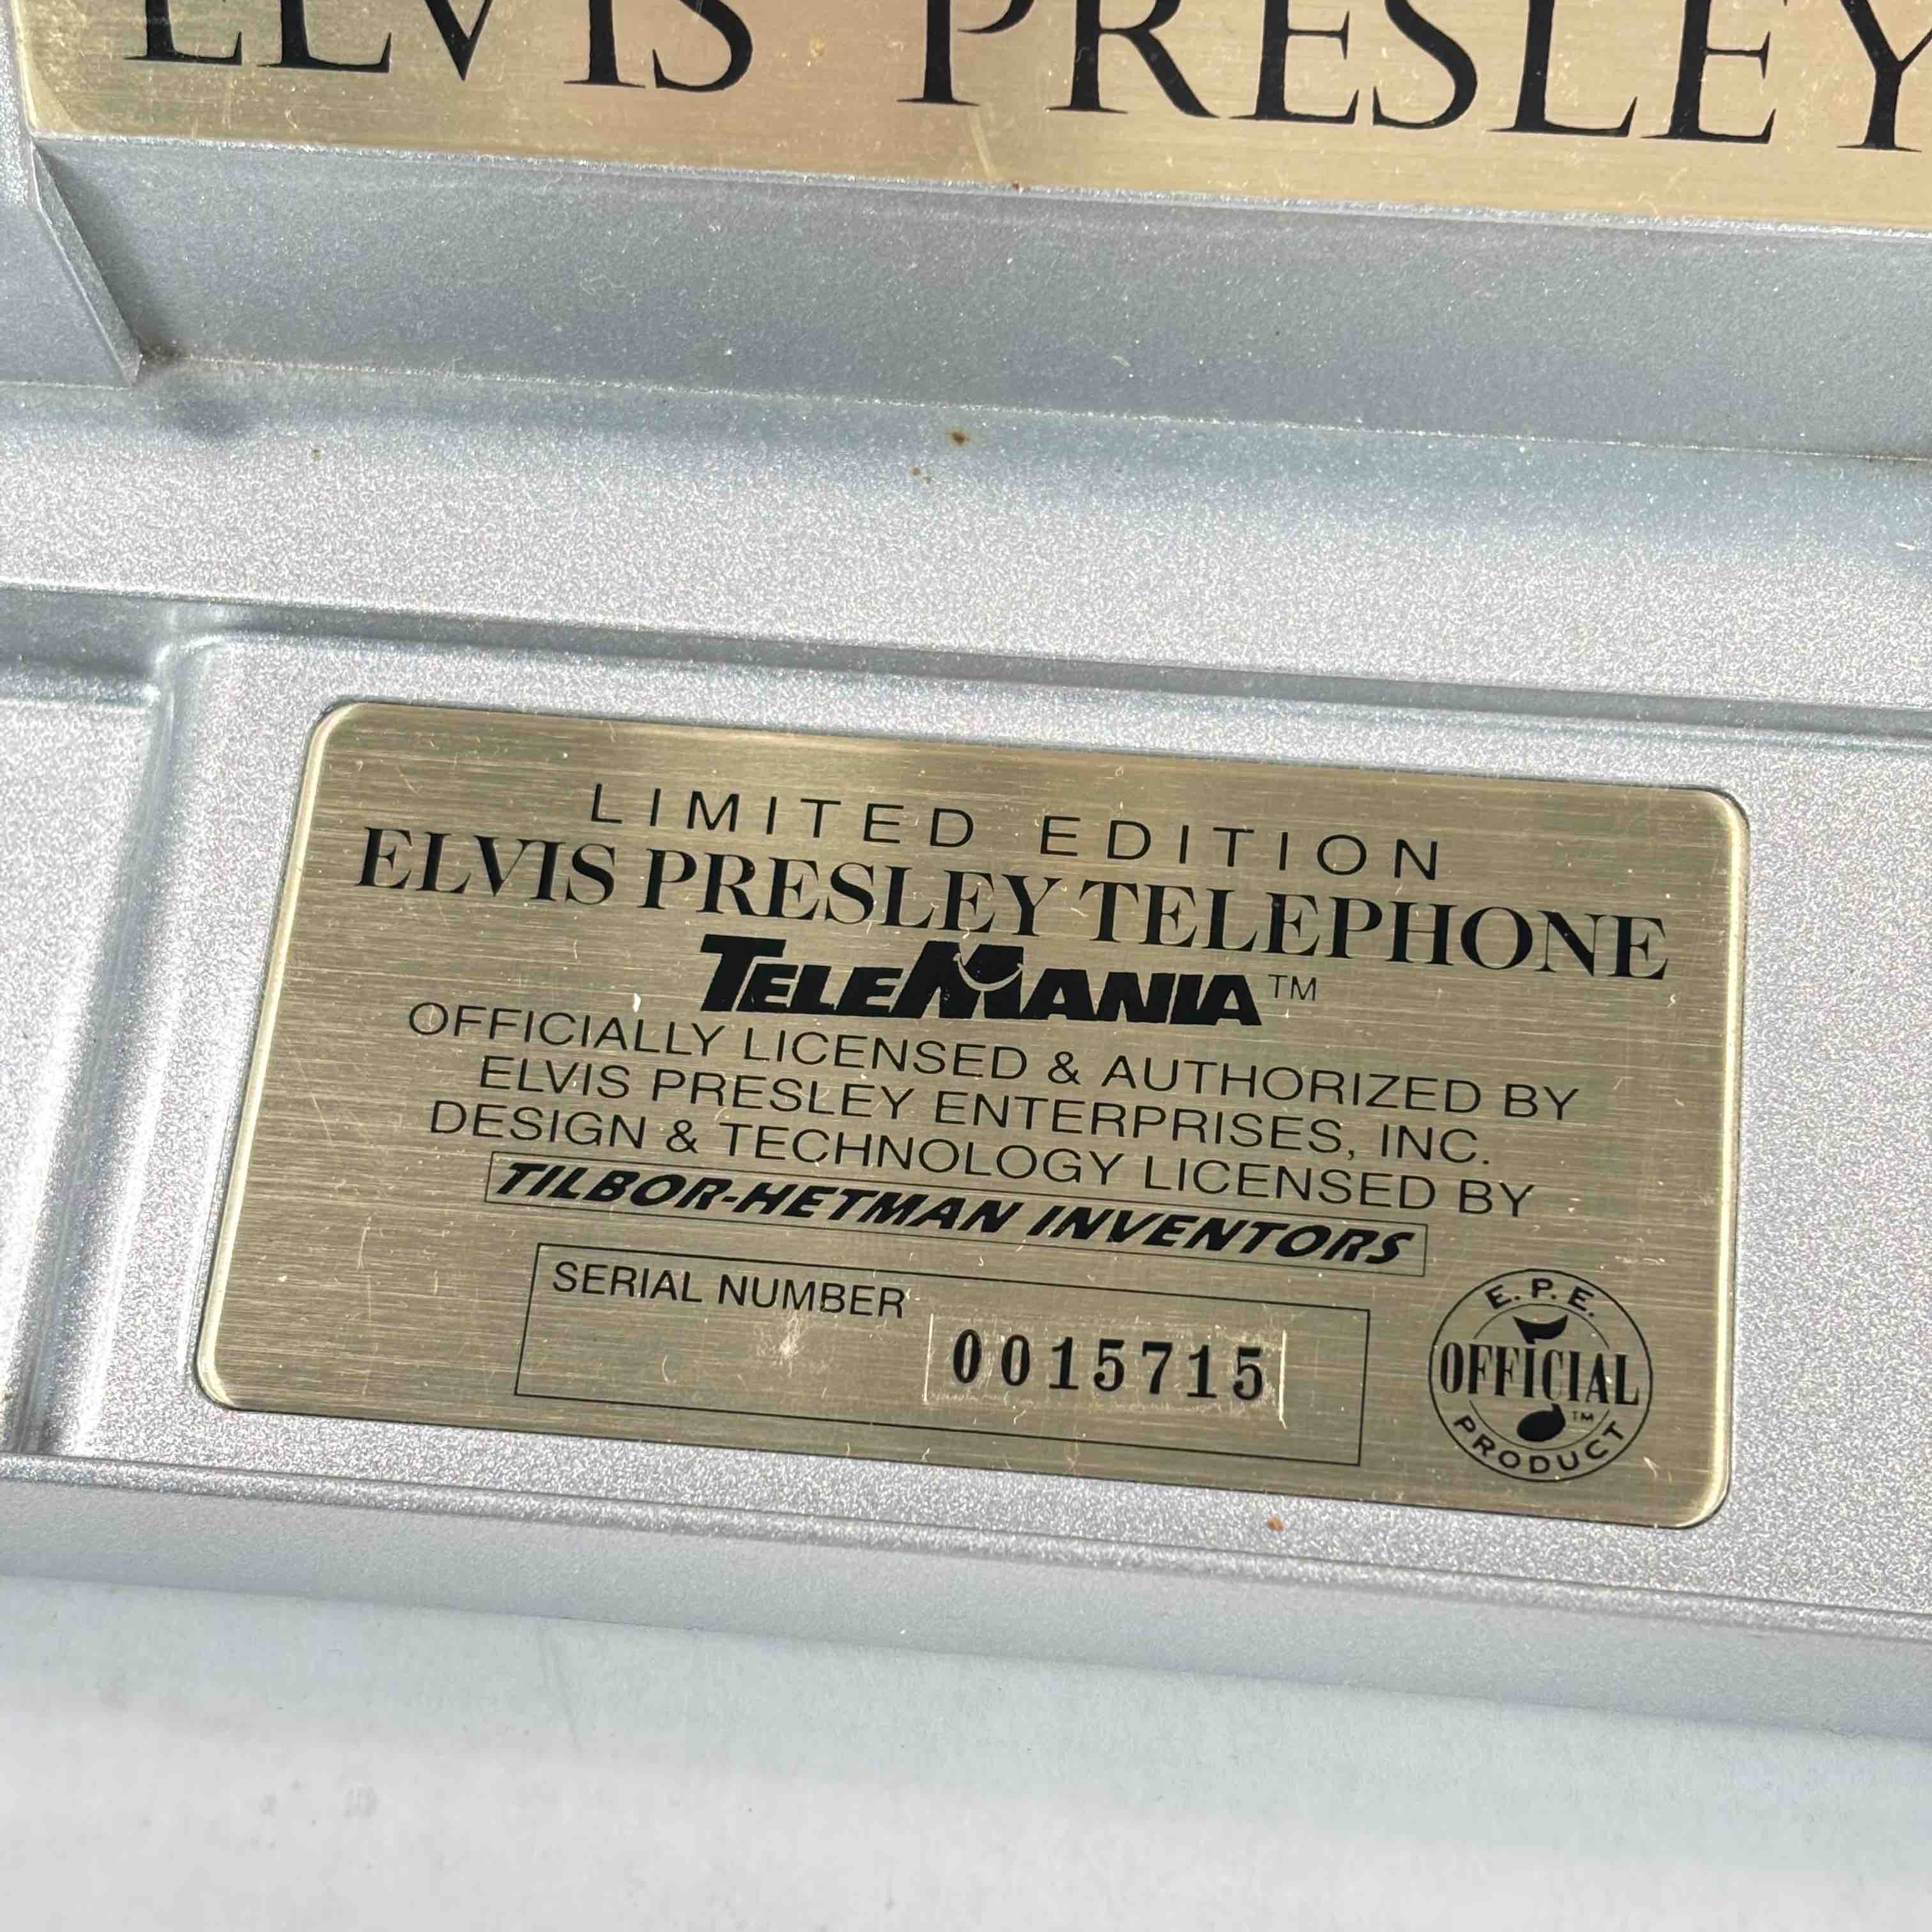 ELVIS PRESLEY
LIMITED EDITION
ELVIS PRESLEY TELEPHONE
TELEMANIA™
OFFICIALLY LICENSED & AUTHORIZED BY
ELVIS PRESLEY ENTERPRISES, INC.
DESIGN & TECHNOLOGY LICENSED BY
TILBOR-HETMAN INVENTORS
SERIAL NUMBER
0015715
E.P.E.
OFFICIAL
™
PRODUCT